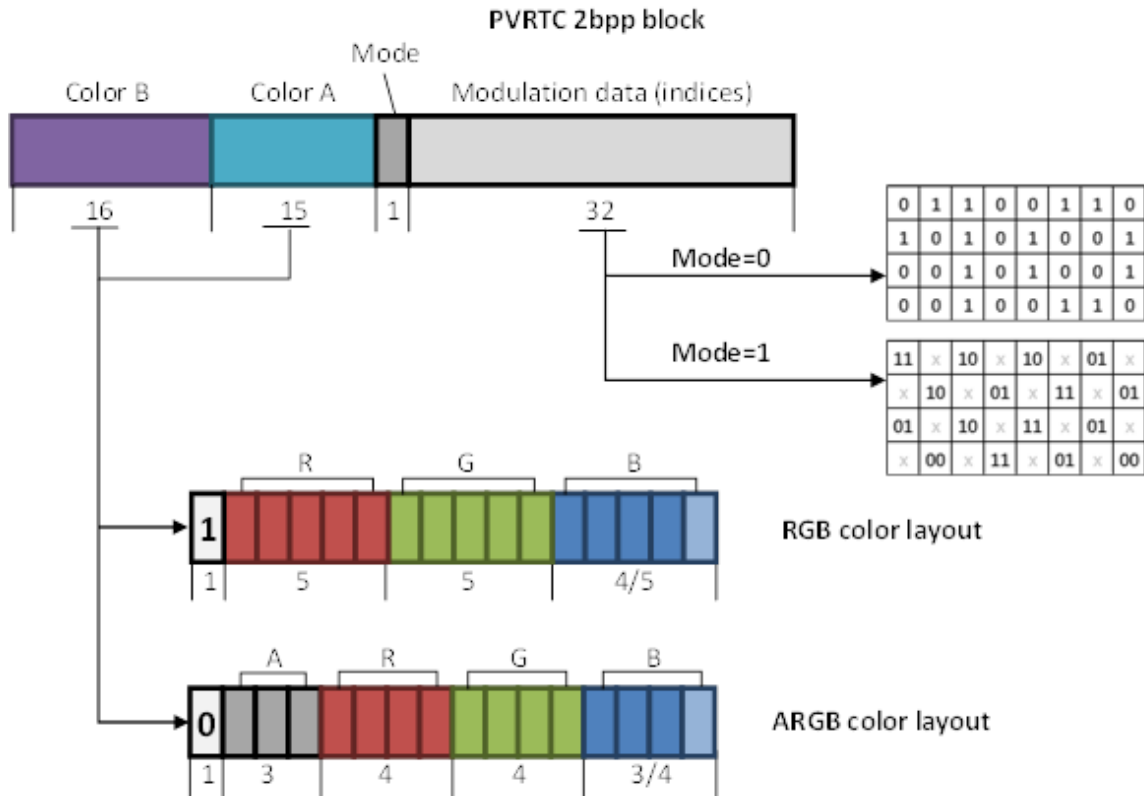 PVRTC 2bpp block
Mode
Color B Color A Modulation data (indices)
16 15 1 32
0 1 1 0 0 1 1 0
1 0 1 0 1 0 0 1
0 0 1 0 1 0 0 1
0 0 1 0 0 1 1 0
Mode=0
Mode=1
11 x 10 x 10 x 01 x
x 10 x 01 x 11 x 01
01 x 10 x 11 x 01 x
x 00 x 11 x 01 x 00
R G B
1
RGB color layout
1 5 5 4/5
A R G B
0
ARGB color layout
1 3 4 4 3/4